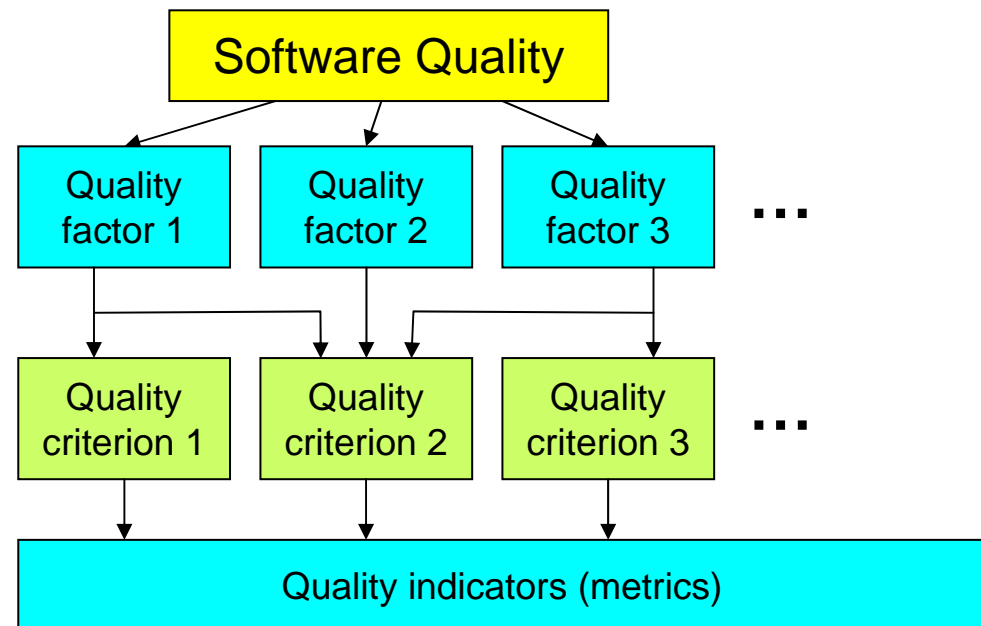 Software Quality
Quality
factor 1
Quality
factor 2
Quality
factor 3
...
Quality
criterion 1
Quality
criterion 2
Quality
criterion 3
...
Quality indicators (metrics)